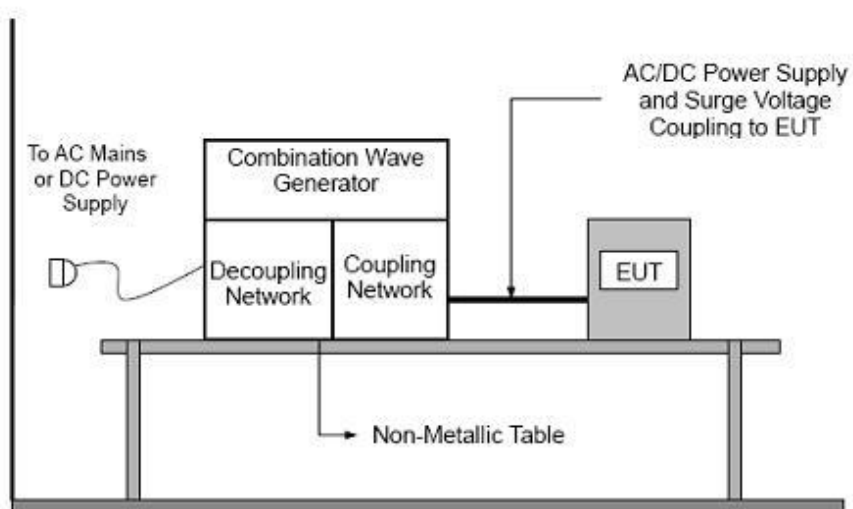 AC/DC Power Supply
and Surge Voltage
Coupling to EUT
To AC Mains
or DC Power
Supply
Combination Wave
Generator
Decoupling
Network
Coupling
Network
EUT
Non-Metallic Table